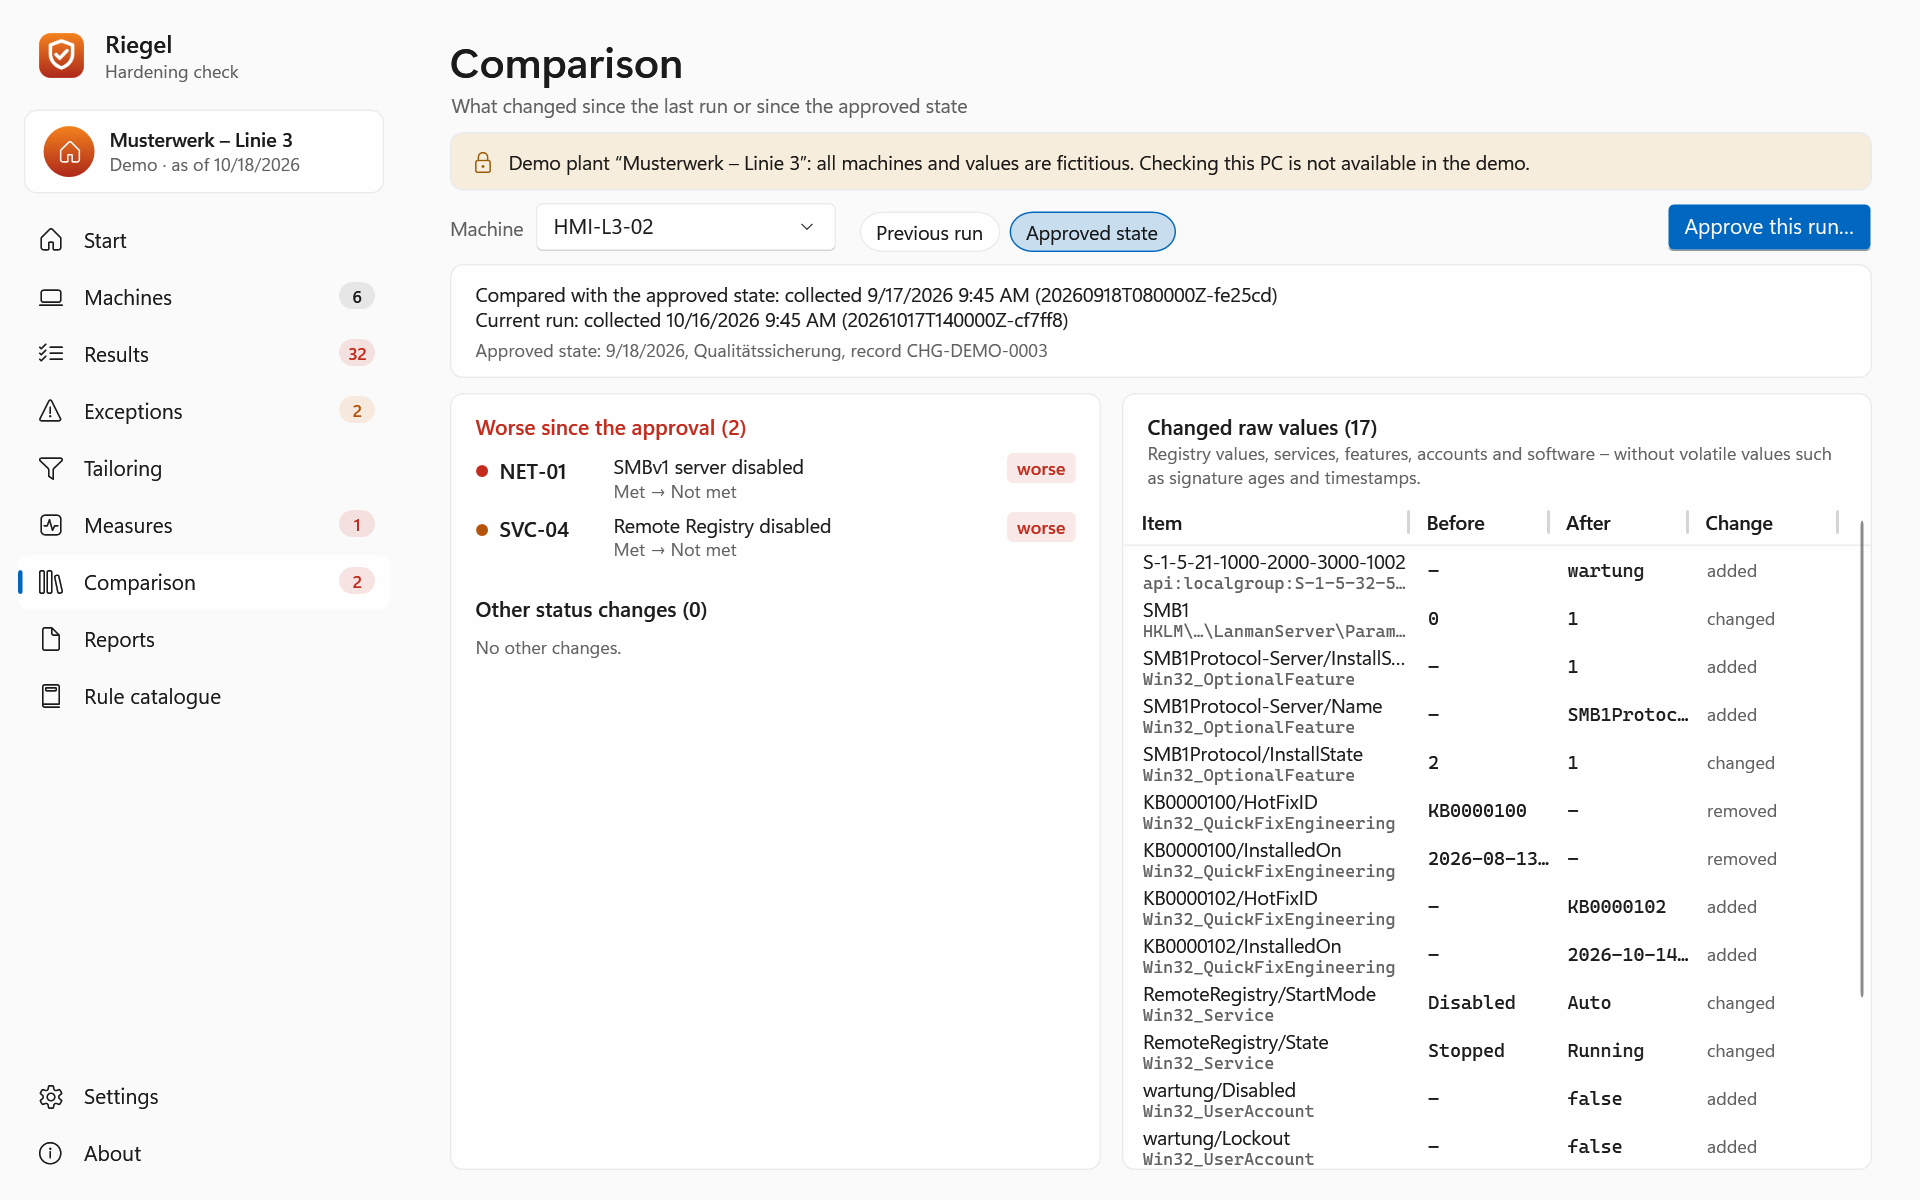 Riegel
Hardening check
Musterwerk – Linie 3
Demo · as of 10/18/2026
Start
Machines 6
Results 32
Exceptions 2
Tailoring
Measures 1
Comparison 2
Reports
Rule catalogue
Settings
About
Comparison
What changed since the last run or since the approved state
Demo plant “Musterwerk – Linie 3”: all machines and values are fictitious. Checking this PC is not available in the demo.
Machine HMI-L3-02 Previous run Approved state Approve this run...
Compared with the approved state: collected 9/17/2026 9:45 AM (20260918T080000Z-fe25cd)
Current run: collected 10/16/2026 9:45 AM (20261017T140000Z-cf7ff8)
Approved state: 9/18/2026, Qualitätssicherung, record CHG-DEMO-0003
Worse since the approval (2)
NET-01 SMBv1 server disabled worse
Met → Not met
SVC-04 Remote Registry disabled worse
Met → Not met
Other status changes (0)
No other changes.
Changed raw values (17)
Registry values, services, features, accounts and software – without volatile values such
as signature ages and timestamps.
Item Before After Change
S-1-5-21-1000-2000-3000-1002 – wartung added
api:localgroup:S-1-5-32-5…
SMB1 0 1 changed
HKLM\…\LanmanServer\Param…
SMB1Protocol-Server/InstallS… – 1 added
Win32_OptionalFeature
SMB1Protocol-Server/Name – SMB1Protoc… added
Win32_OptionalFeature
SMB1Protocol/InstallState 2 1 changed
Win32_OptionalFeature
KB0000100/HotFixID KB0000100 – removed
Win32_QuickFixEngineering
KB0000100/InstalledOn 2026-08-13… – removed
Win32_QuickFixEngineering
KB0000102/HotFixID – KB0000102 added
Win32_QuickFixEngineering
KB0000102/InstalledOn – 2026-10-14… added
Win32_QuickFixEngineering
RemoteRegistry/StartMode Disabled Auto changed
Win32_Service
RemoteRegistry/State Stopped Running changed
Win32_Service
wartung/Disabled – false added
Win32_UserAccount
wartung/Lockout – false added
Win32_UserAccount